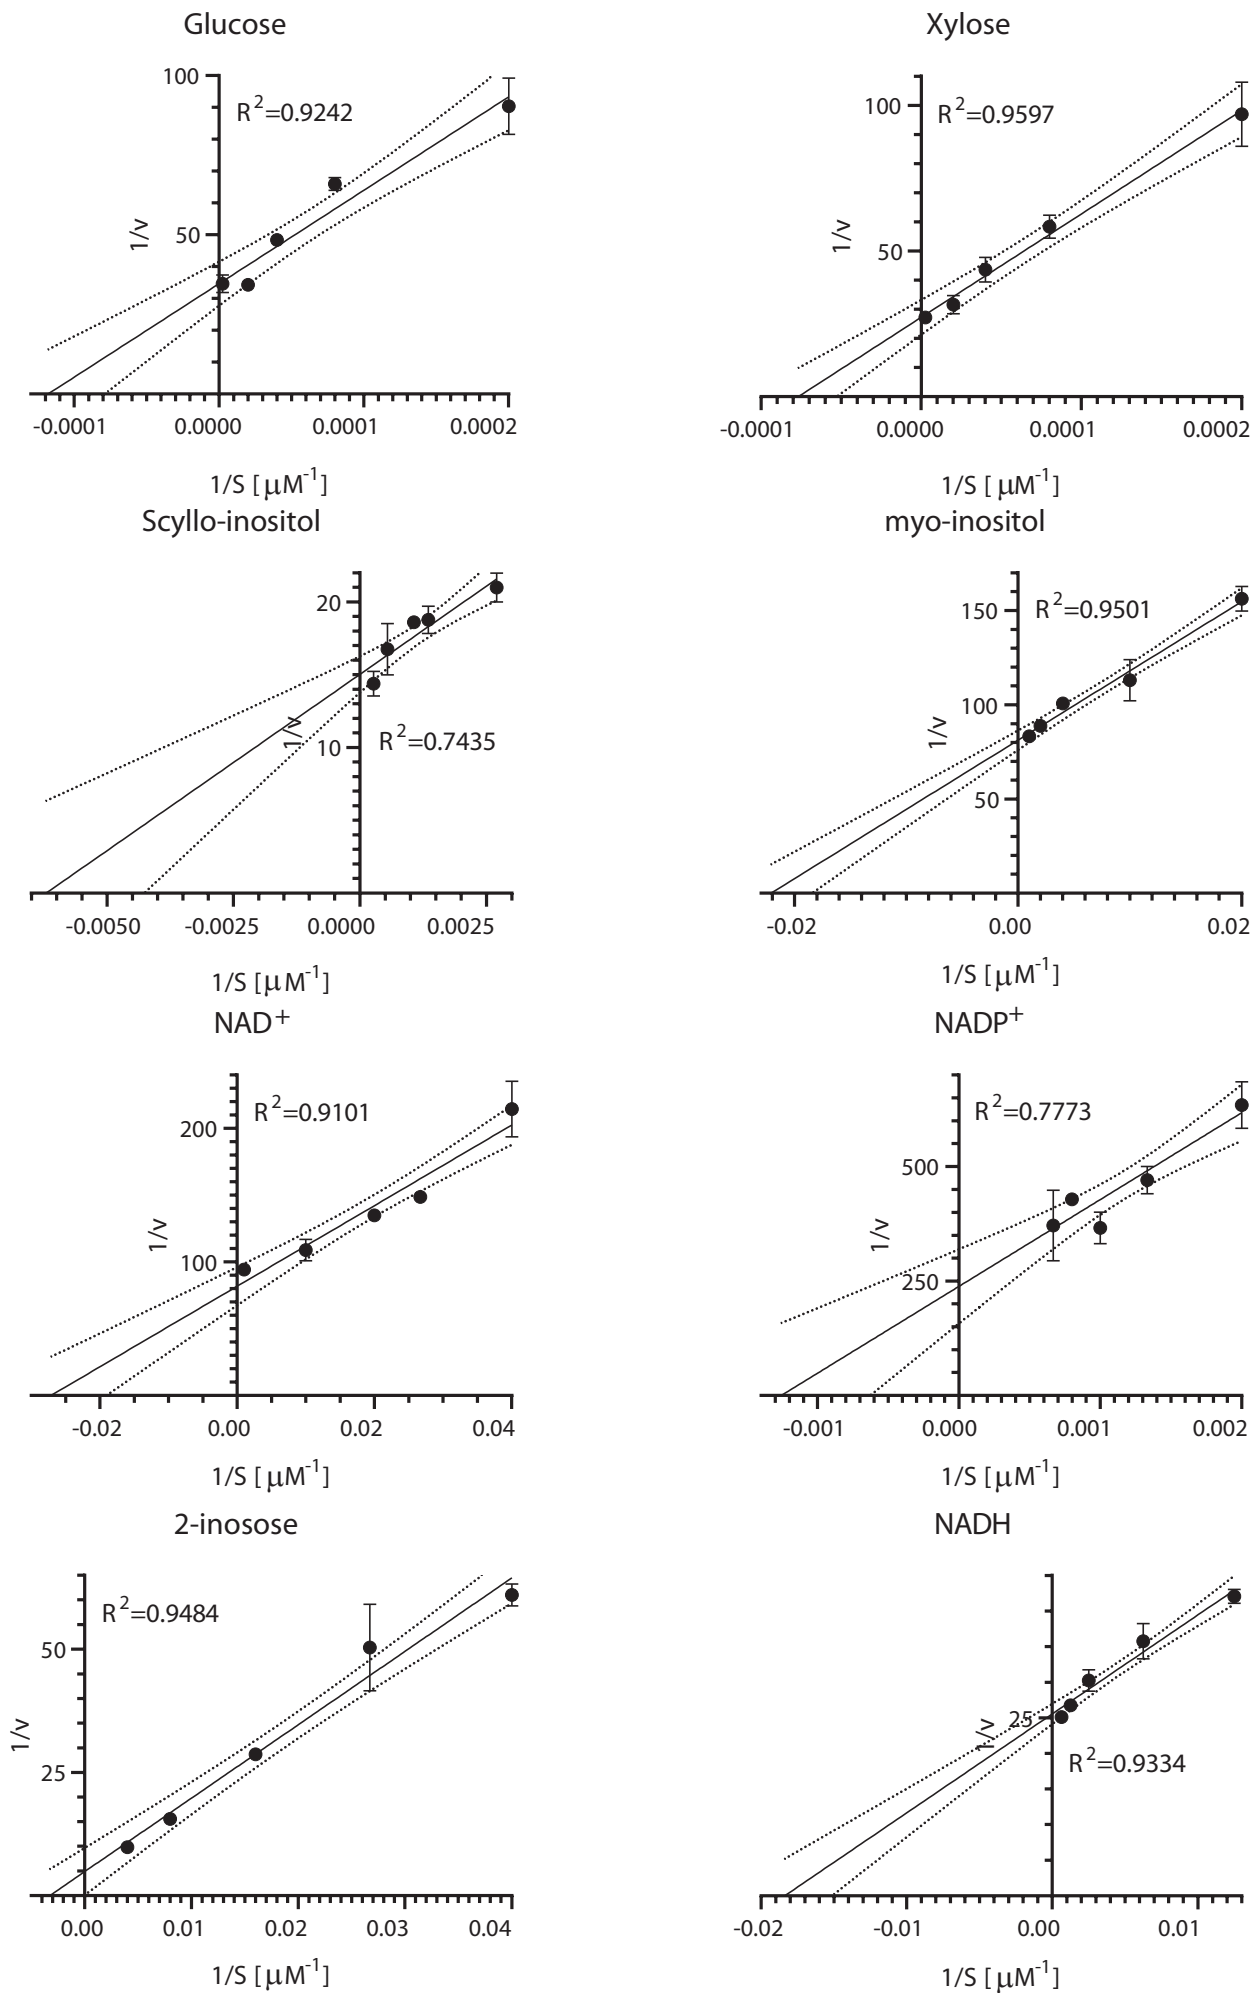 Glucose
100
R2=0.9242
1/v
50
-0.0001 0.0000 0.0001 0.0002
1/S [μM-1]
Xylose
100
R2=0.9597
1/v
50
-0.0001 0.0000 0.0001 0.0002
1/S [μM-1]
Scyllo-inositol
20
1/v
10
R2=0.7435
-0.0050 -0.0025 0.0000 0.0025
1/S [μM-1]
myo-inositol
150
R2=0.9501
100
1/v
50
-0.02 0.00 0.02
1/S [μM-1]
NAD+
R2=0.9101
200
1/v
100
-0.02 0.00 0.02 0.04
1/S [μM-1]
NADP+
R2=0.7773
500
1/v
250
-0.001 0.000 0.001 0.002
1/S [μM-1]
2-inosose
R2=0.9484
50
1/v
25
0.00 0.01 0.02 0.03 0.04
1/S [μM-1]
NADH
25
1/v
R2=0.9334
-0.02 -0.01 0.00 0.01
1/S [μM-1]